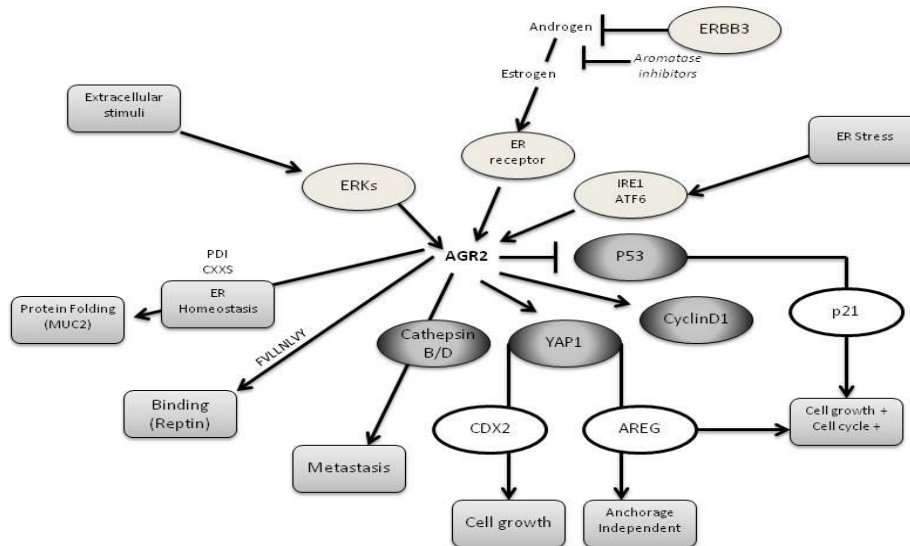 Androgen
ERBB3
Aromatase
inhibitors
Estrogen
Extracellular
stimuli
ER Stress
ER
receptor
ERKs
IRE1
ATF6
AGR2
P53
PDI
CXXS
ER
Homeostasis
Protein Folding
(MUC2)
FVLLNLVY
Cathepsin
B/D
YAP1
CyclinD1
p21
Binding
(Reptin)
CDX2
AREG
Cell growth +
Cell cycle +
Metastasis
Cell growth
Anchorage
Independent